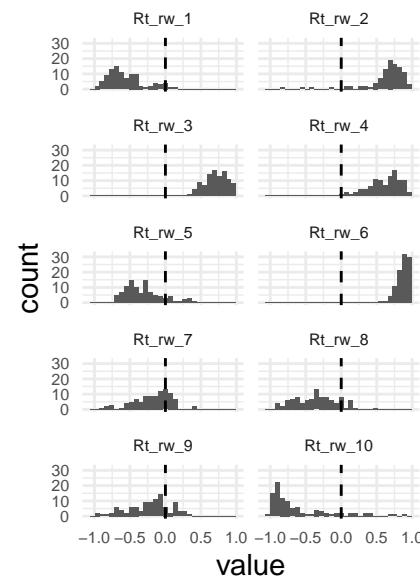 Rt_rw_1 Rt_rw_2
30
20
10
0
Rt_rw_3 Rt_rw_4
30
20
10
0
Rt_rw_5 Rt_rw_6
30
20
10
0
Rt_rw_7 Rt_rw_8
30
20
10
0
Rt_rw_9 Rt_rw_10
30
20
10
0
−1.0 −0.5 0.0 0.5 1.0 −1.0 −0.5 0.0 0.5 1.0
count
value